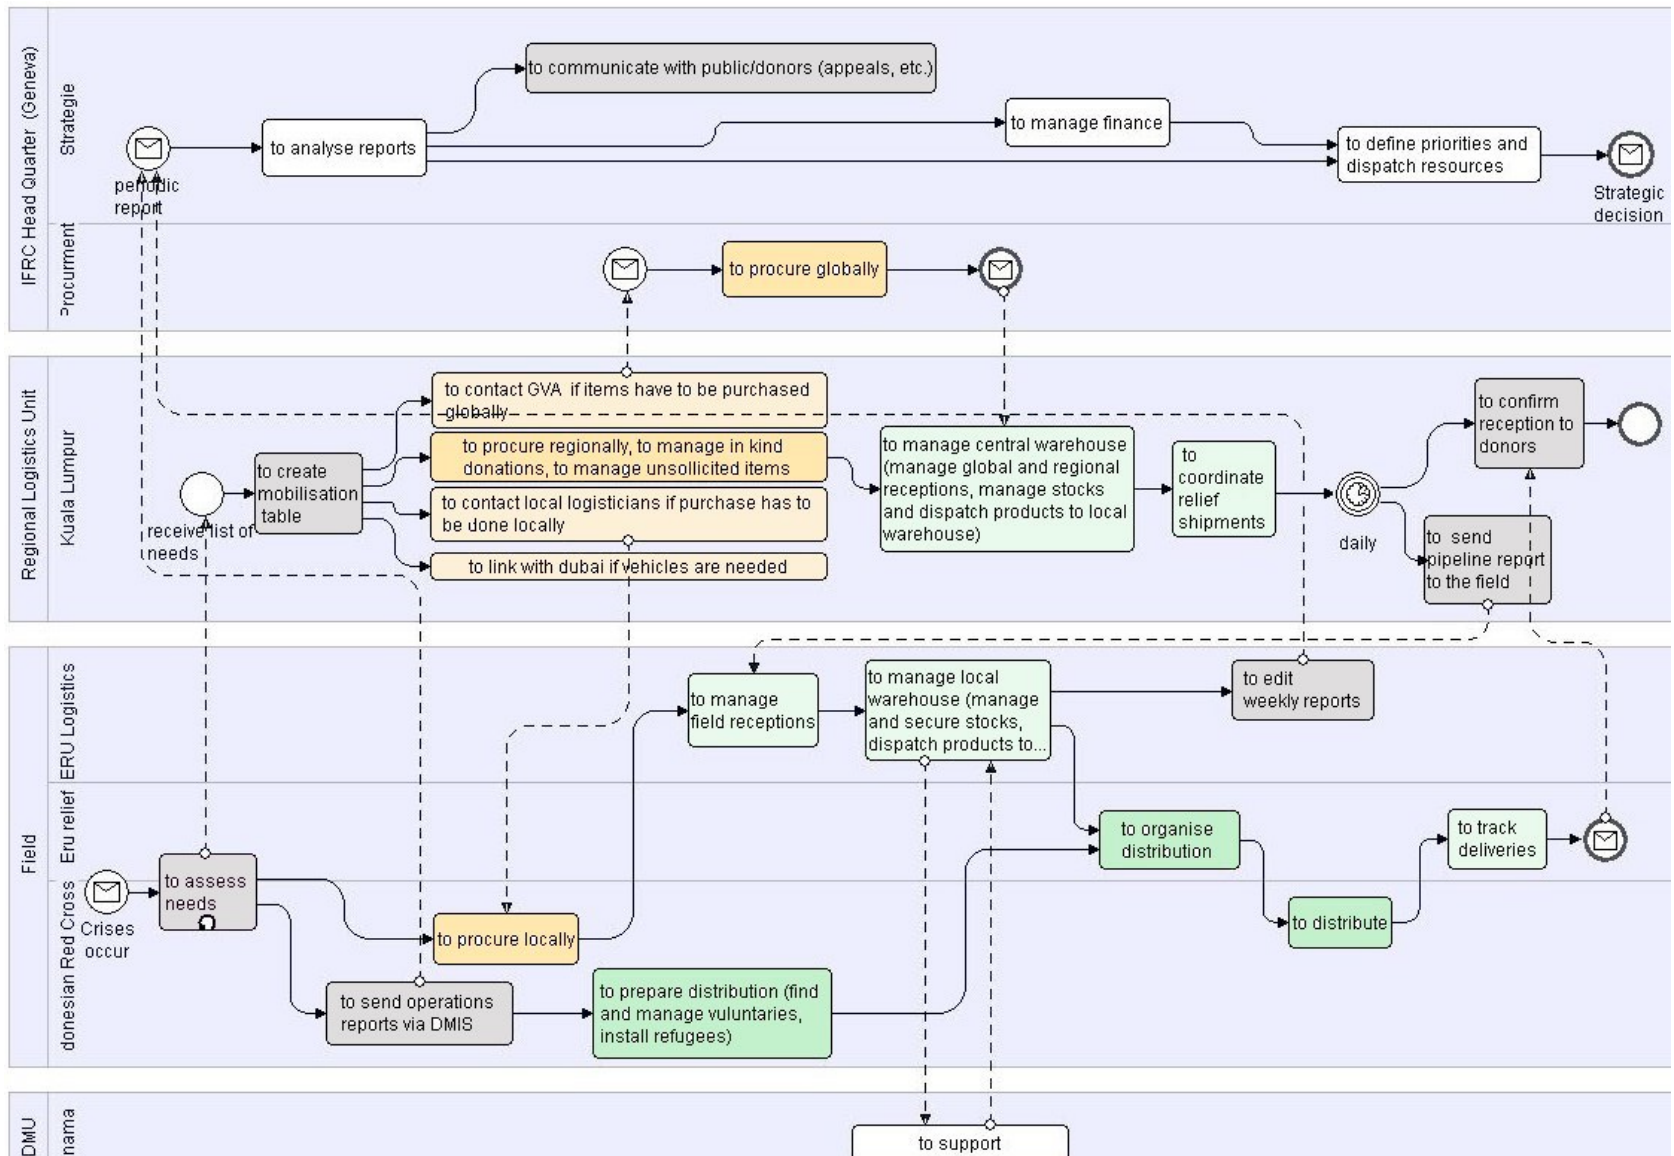 IFRC Head Quarter (Geneva)
Strategie
to communicate with public/donors (appeals, etc.)
to manage finance
to analyse reports
to define priorities and
dispatch resources
periodic
report
Strategic
decision
Procurment
to procure globally
Regional Logistics Unit
Kuala Lumpur
to contact GVA if items have to be purchased
globally
to procure regionally, to manage in kind
donations, to manage unsollicited items
to contact local logisticians if purchase has to
be done locally
to link with dubai if vehicles are needed
to create
mobilisation
table
receive list of
needs
to manage central warehouse
(manage global and regional
receptions, manage stocks
and dispatch products to local
warehouse)
to
coordinate
relief
shipments
daily
to confirm
reception to
donors
to send
pipeline report
to the field
Field
ERU Logistics
to manage
field receptions
to manage local
warehouse (manage
and secure stocks,
dispatch products to...
to edit
weekly reports
Eru relief
to organise
distribution
to track
deliveries
to assess
needs
Crises
occur
donesian Red Cross
to procure locally
to distribute
to send operations
reports via DMIS
to prepare distribution (find
and manage voluntaries,
install refugees)
DMU
nama
to support